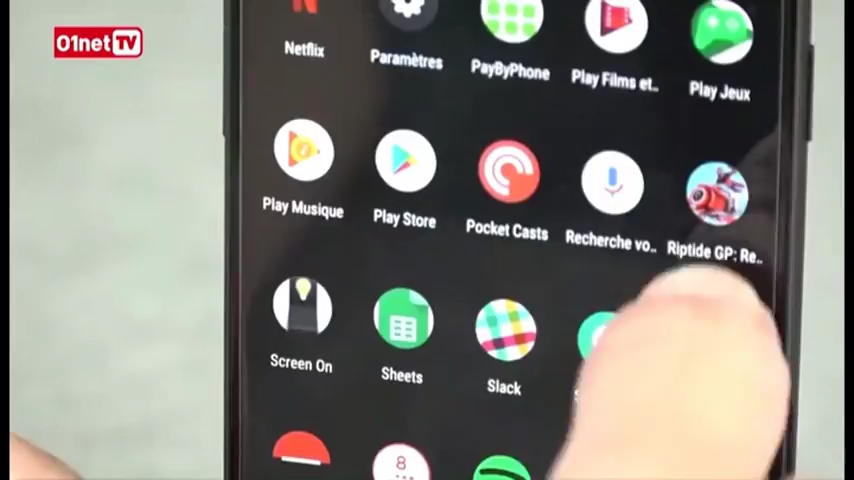 01netTV
Netflix
Paramètres
PayByPhone
Play Films et..
Play Jeux
Play Musique
Play Store
Pocket Casts
Recherche vo..
Riptide GP: Re..
Screen On
Sheets
Slack
8